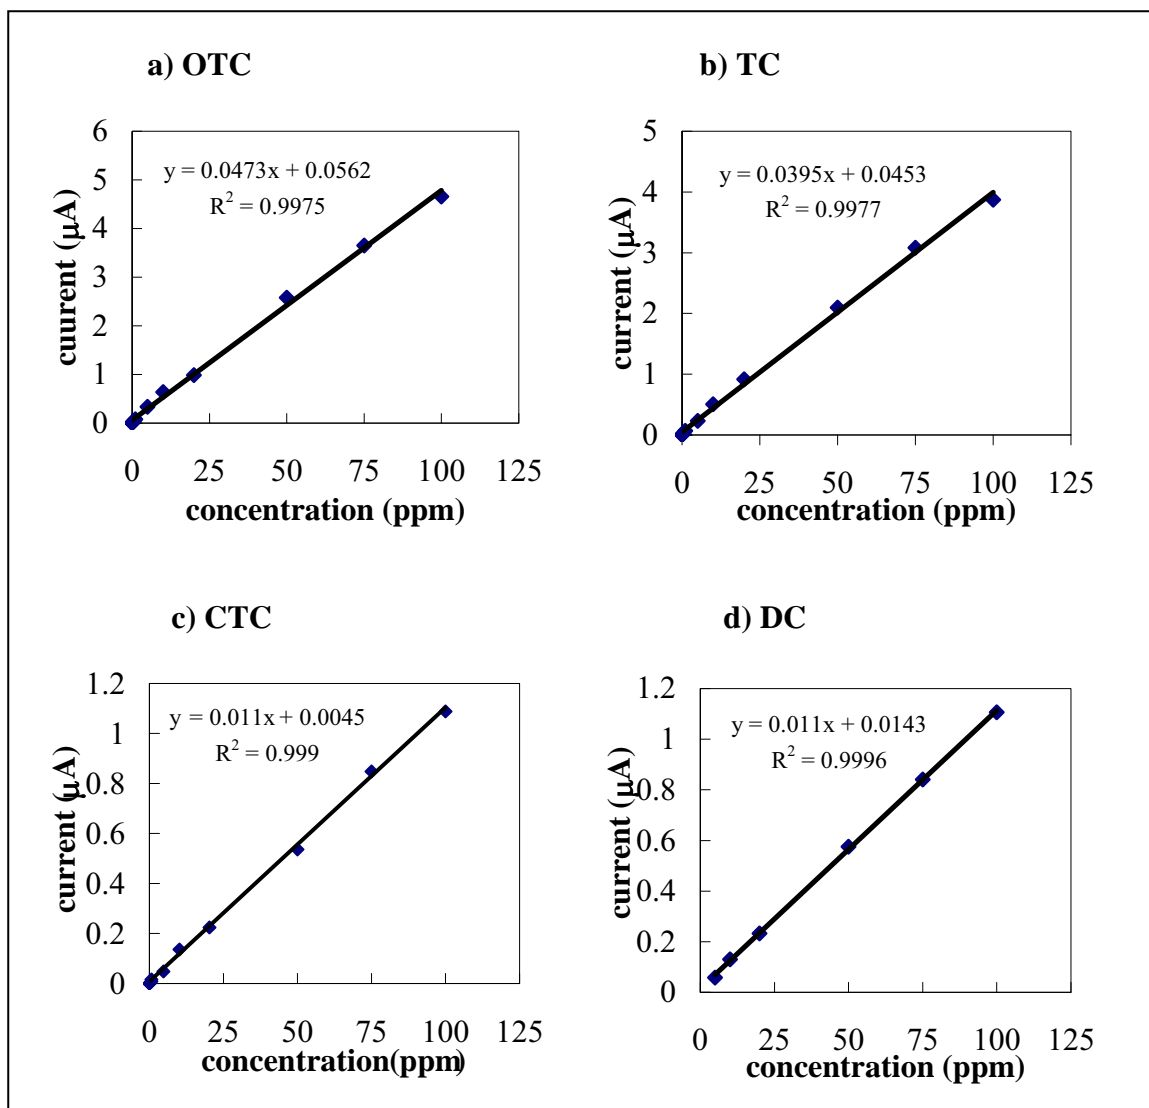 a) OTC
y = 0.0473x + 0.0562
R² = 0.9975
cuurent (µA)
6
5
4
3
2
1
0
0 25 50 75 100 125
concentration (ppm)
b) TC
y = 0.0395x + 0.0453
R² = 0.9977
current (µA)
5
4
3
2
1
0
0 25 50 75 100 125
concentration (ppm)
c) CTC
y = 0.011x + 0.0045
R² = 0.999
current (µA)
1.2
1
0.8
0.6
0.4
0.2
0
0 25 50 75 100 125
concentration(ppm)
d) DC
y = 0.011x + 0.0143
R² = 0.9996
current (µA)
1.2
1
0.8
0.6
0.4
0.2
0
0 25 50 75 100 125
concentration (ppm)